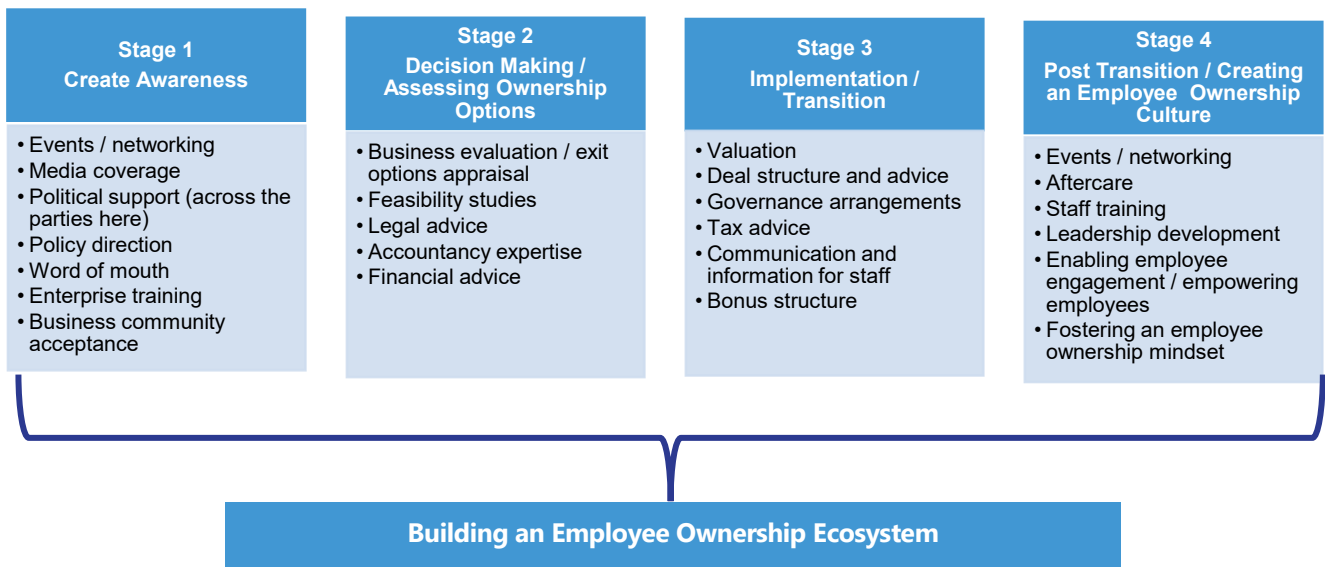 Stage 1
Create Awareness
• Events / networking
• Media coverage
• Political support (across the
parties here)
• Policy direction
• Word of mouth
• Enterprise training
• Business community
acceptance
Stage 2
Decision Making /
Assessing Ownership
Options
• Business evaluation / exit
options appraisal
• Feasibility studies
• Legal advice
• Accountancy expertise
• Financial advice
Stage 3
Implementation /
Transition
• Valuation
• Deal structure and advice
• Governance arrangements
• Tax advice
• Communication and
information for staff
• Bonus structure
Stage 4
Post Transition / Creating
an Employee Ownership
Culture
• Events / networking
• Aftercare
• Staff training
• Leadership development
• Enabling employee
engagement / empowering
employees
• Fostering an employee
ownership mindset
Building an Employee Ownership Ecosystem